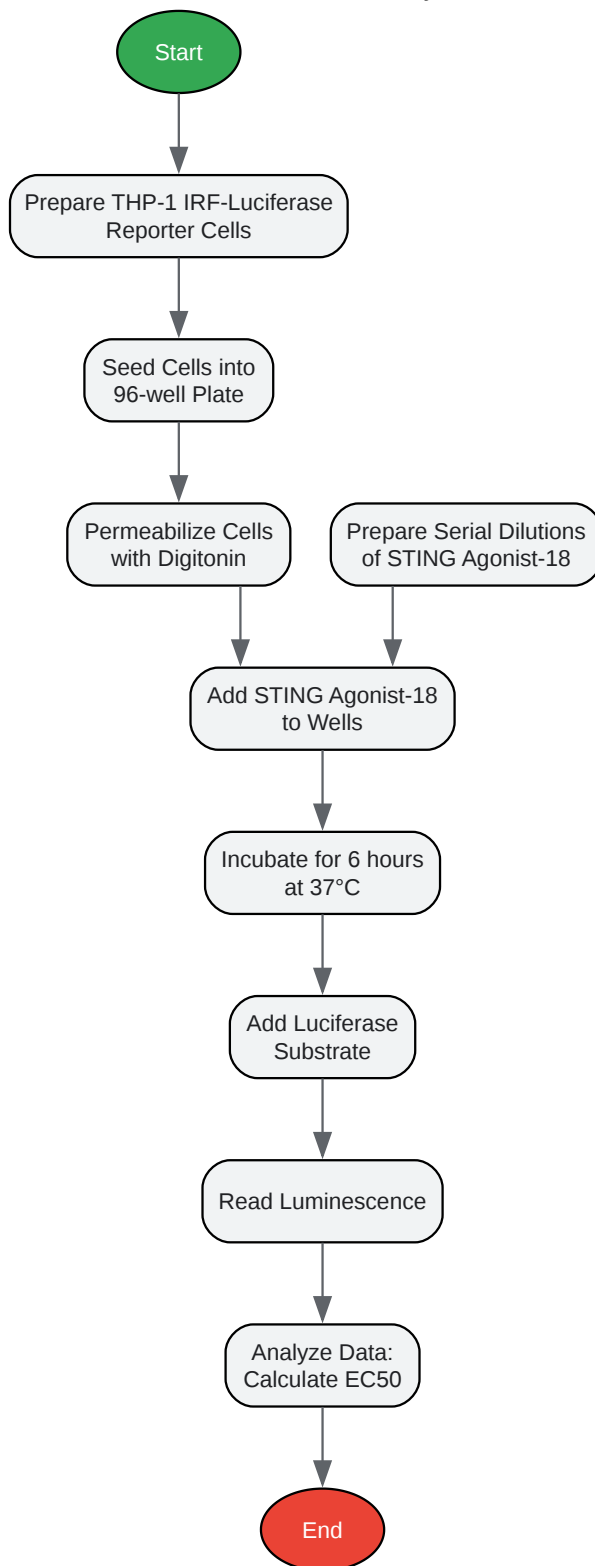 Start
Prepare THP-1 IRF-Luciferase
Reporter Cells
Seed Cells into
96-well Plate
Permeabilize Cells
with Digitonin
Prepare Serial Dilutions
of STING Agonist-18
Add STING Agonist-18
to Wells
Incubate for 6 hours
at 37°C
Add Luciferase
Substrate
Read Luminescence
Analyze Data:
Calculate EC50
End